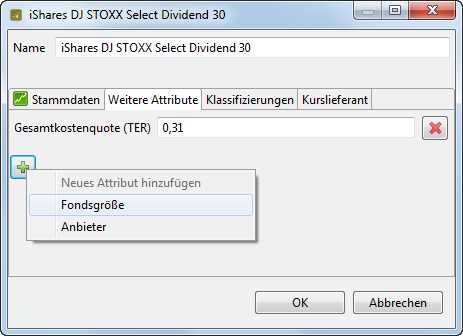 iShares DJ STOXX Select Dividend 30
Name iShares DJ STOXX Select Dividend 30
Stammdaten Weitere Attribute Klassifizierungen Kurslieferant
Gesamtkostenquote (TER) 0,31
Neues Attribut hinzufügen
Fondsgröße
Anbieter
OK Abbrechen